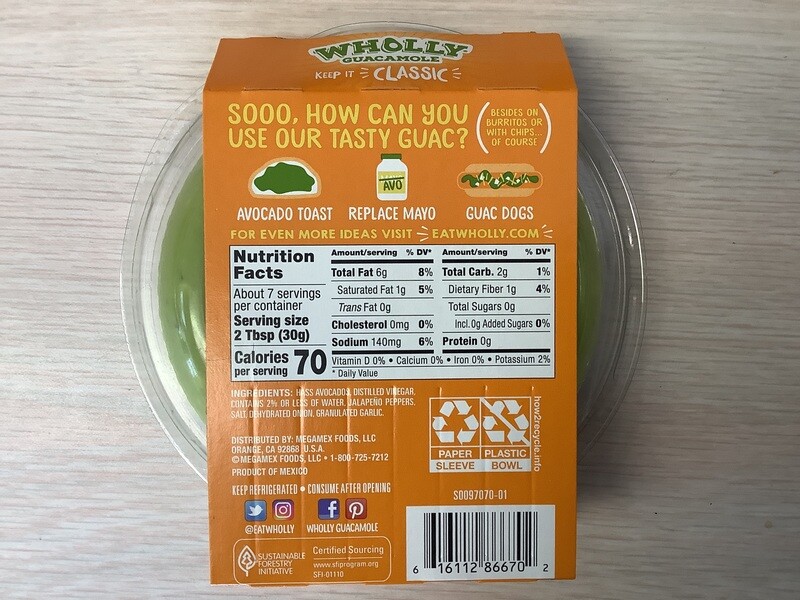 WHOLLY
GUACAMOLE
KEEP IT CLASSIC
SOOO, HOW CAN YOU
USE OUR TASTY GUAC?
(BESIDES ON
BURRITOS OR
WITH CHIPS...
OF COURSE)
AVO
AVOCADO TOAST
REPLACE MAYO
GUAC DOGS
FOR EVEN MORE IDEAS VISIT EATWHOLLY.COM
Nutrition
Facts
About 7 servings
per container
Serving size
2 Tbsp (30g)
Calories
per serving
70
Amount/serving % DV*
Total Fat 6g 8%
Saturated Fat 1g 5%
Trans Fat 0g
Cholesterol 0mg 0%
Sodium 140mg 6%
Amount/serving % DV*
Total Carb. 2g 1%
Dietary Fiber 1g 4%
Total Sugars 0g
Incl. 0g Added Sugars 0%
Protein 0g
Vitamin D 0% • Calcium 0% • Iron 0% • Potassium 2%
* Daily Value
INGREDIENTS: HASS AVOCADOS, DISTILLED VINEGAR,
CONTAINS 2% OR LESS OF WATER, JALAPEÑO PEPPERS,
SALT, DEHYDRATED ONION, GRANULATED GARLIC.
DISTRIBUTED BY: MEGAMEX FOODS, LLC
ORANGE, CA 92868 U.S.A.
© MEGAMEX FOODS, LLC • 1-800-725-7212
PRODUCT OF MEXICO
KEEP REFRIGERATED • CONSUME AFTER OPENING
@EATWHOLLY
WHOLLY GUACAMOLE
SUSTAINABLE
FORESTRY
INITIATIVE
Certified Sourcing
www.sfiprogram.org
SFI-01110
PAPER
SLEEVE
PLASTIC
BOWL
how2recycle.info
S0097070-01
6 16112 86670 2